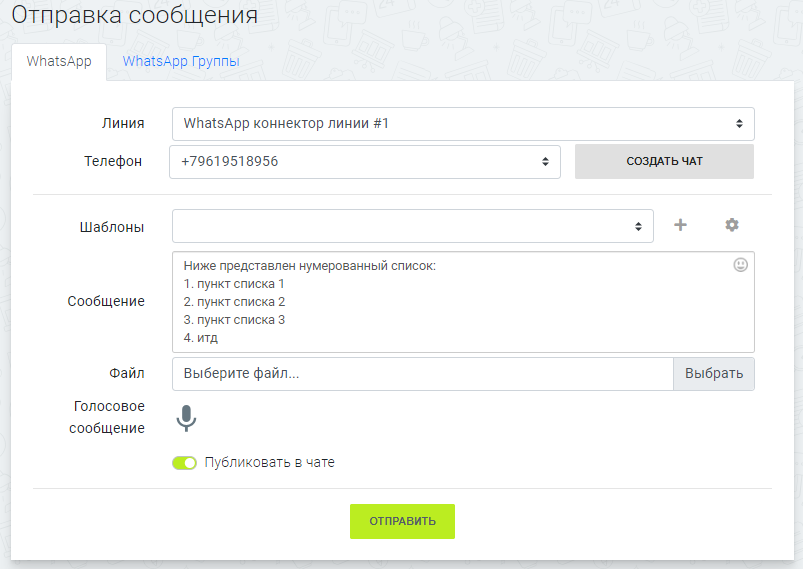 Отправка сообщения
WhatsApp
WhatsApp Группы
Линия
WhatsApp коннектор линии #1
Телефон
+79619518956
СОЗДАТЬ ЧАТ
Шаблоны
Сообщение
Ниже представлен нумерованный список:
1. пункт списка 1
2. пункт списка 2
3. пункт списка 3
4. итд
Файл
Выберите файл...
Выбрать
Голосовое
сообщение
Публиковать в чате
ОТПРАВИТЬ